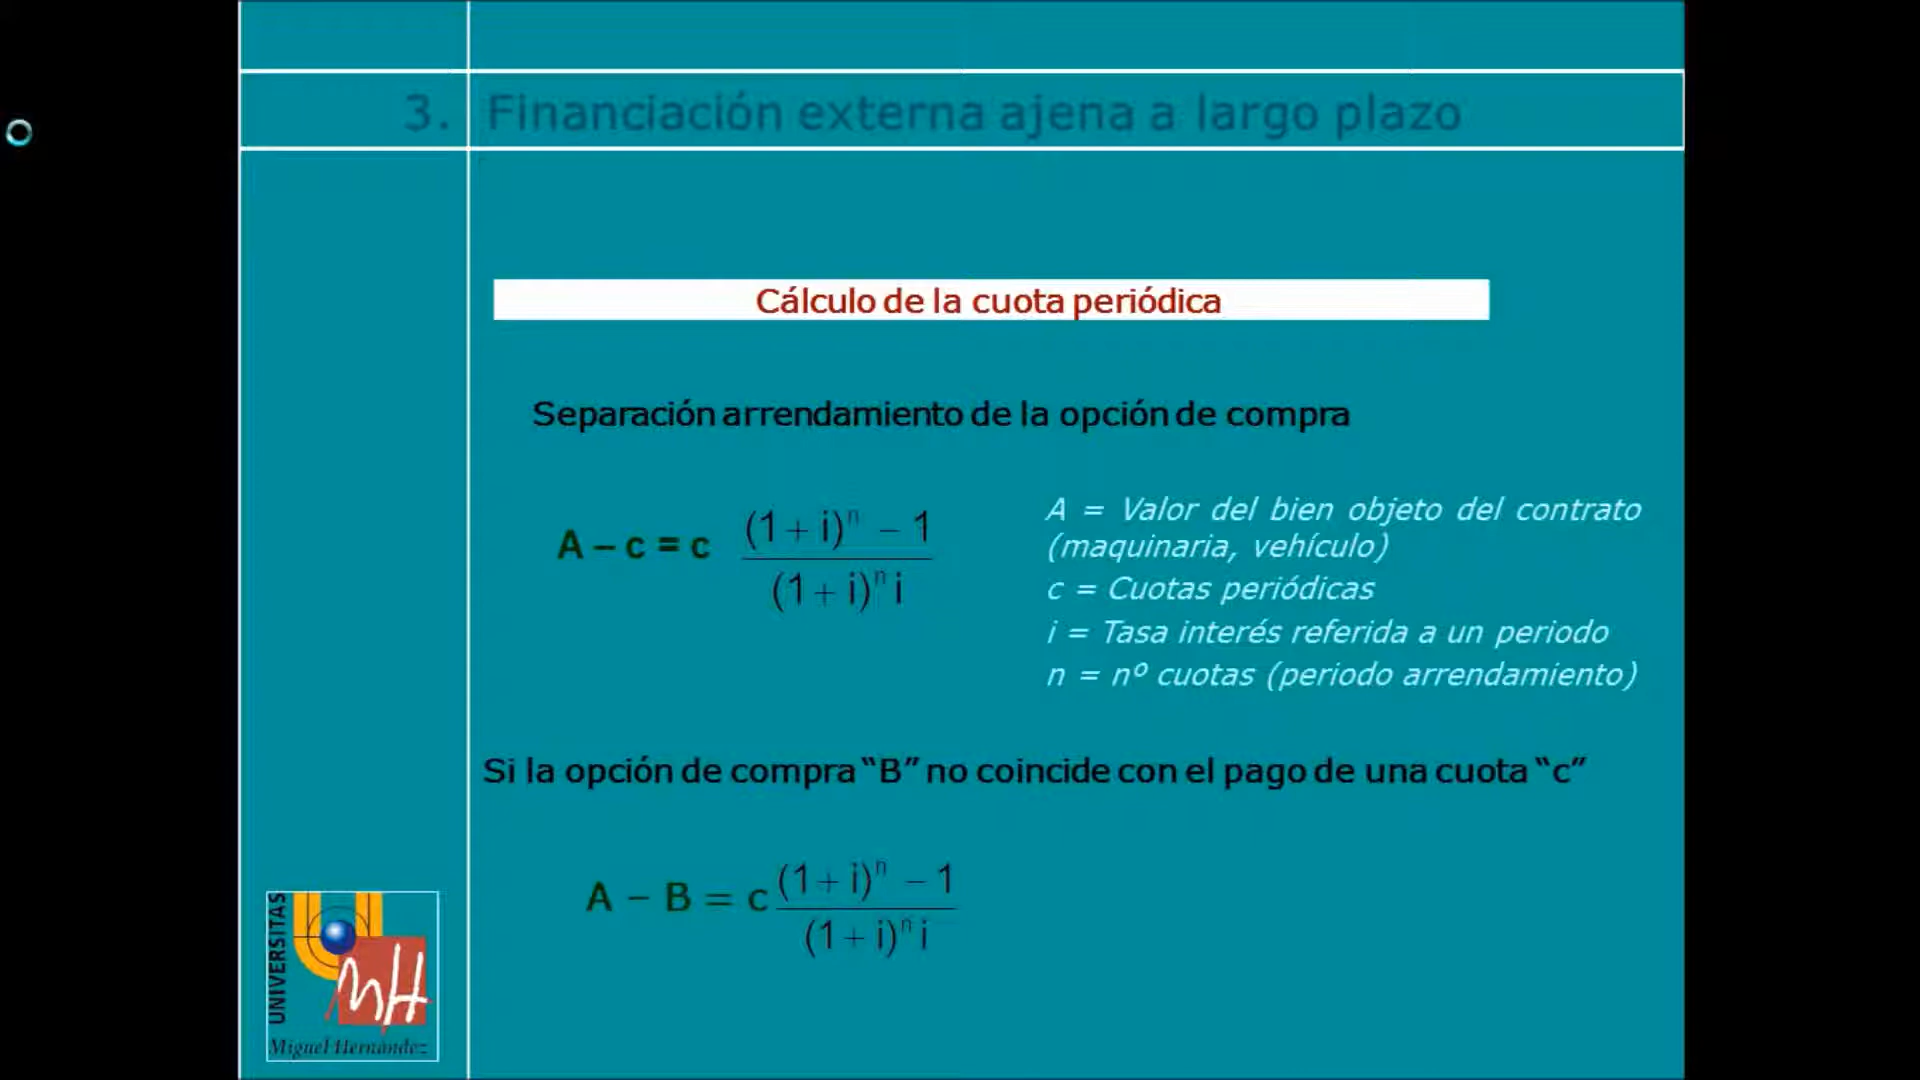 3. Financiación externa ajena a largo plazo
Cálculo de la cuota periódica
Separación arrendamiento de la opción de compra
A – c = c ((1 + i)^n – 1) / ((1 + i)^n i)
A = Valor del bien objeto del contrato
(maquinaria, vehículo)
c = Cuotas periódicas
i = Tasa interés referida a un periodo
n = nº cuotas (periodo arrendamiento)
Si la opción de compra “B” no coincide con el pago de una cuota “c”
A – B = c ((1 + i)^n – 1) / ((1 + i)^n i)
UNIVERSITAS
Miguel Hernández